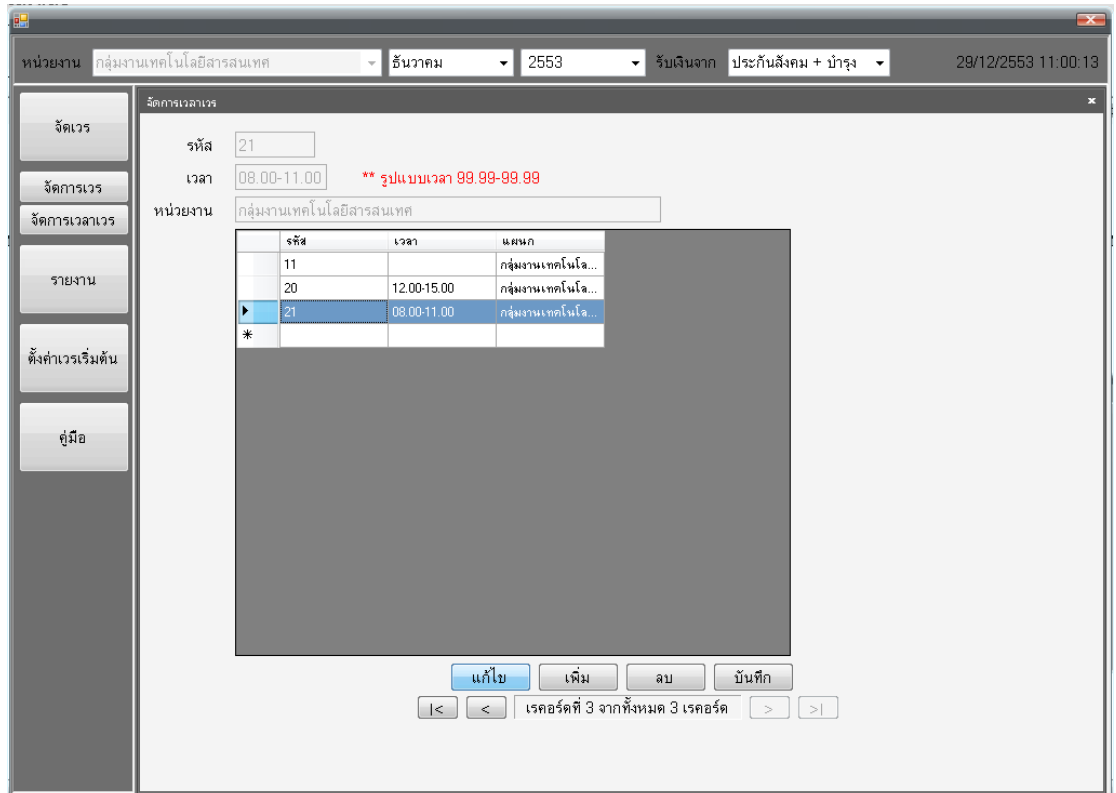 หน่วยงาน กลุ่มงานเทคโนโลยีสารสนเทศ ธันวาคม 2553 รับเงินจาก ประกันสังคม + บำรุง 29/12/2553 11:00:13
จัดเวร
จัดการเวร
จัดการเวลาเวร
รายงาน
ตั้งค่าเวรเริ่มต้น
คู่มือ
จัดการเวลาเวร
รหัส 21
เวลา 08.00-11.00 ** รูปแบบเวลา 99.99-99.99
หน่วยงาน กลุ่มงานเทคโนโลยีสารสนเทศ
รหัส เวลา แผนก
11 กลุ่มงานเทคโนโล...
20 12.00-15.00 กลุ่มงานเทคโนโล...
21 08.00-11.00 กลุ่มงานเทคโนโล...
แก้ไข เพิ่ม ลบ บันทึก
|< < เรคอร์ดที่ 3 จากทั้งหมด 3 เรคอร์ด > >|